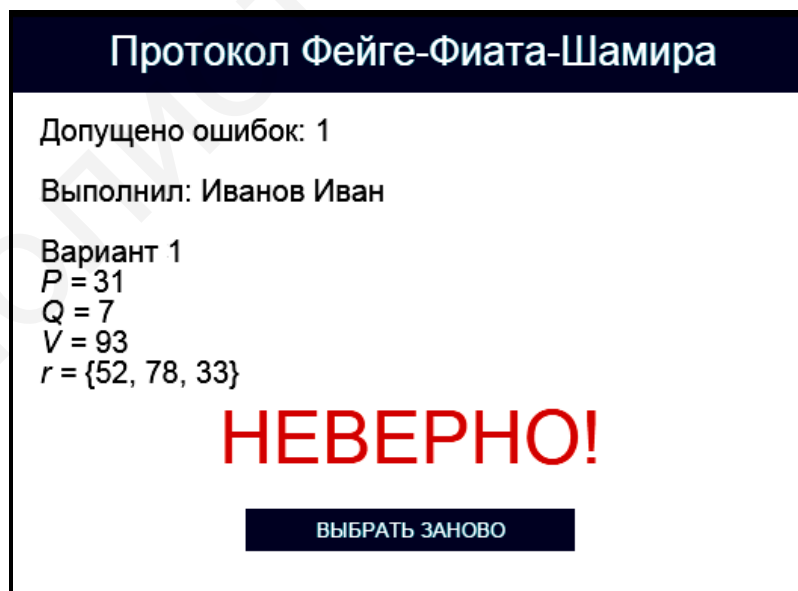 Протокол Фейге-Фиата-Шамира
Допущено ошибок: 1
Выполнил: Иванов Иван
Вариант 1
P = 31
Q = 7
V = 93
r = {52, 78, 33}
НЕВЕРНО!
ВЫБРАТЬ ЗАНОВО